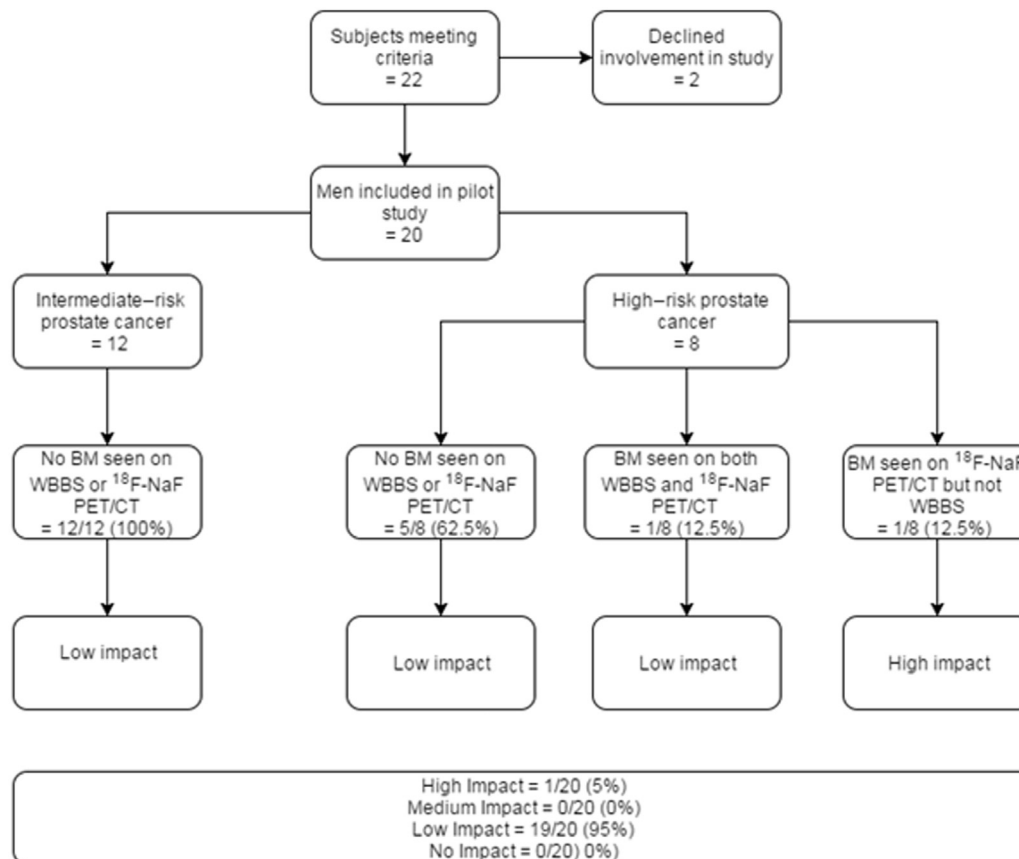 Subjects meeting
criteria
= 22
Declined
involvement in study
= 2
Men included in pilot
study
= 20
Intermediate–risk
prostate cancer
= 12
High–risk prostate
cancer
= 8
No BM seen on
WBBS or ¹⁸F-NaF
PET/CT
= 12/12 (100%)
No BM seen on
WBBS or ¹⁸F-NaF
PET/CT
= 5/8 (62.5%)
BM seen on both
WBBS and ¹⁸F-NaF
PET/CT
= 1/8 (12.5%)
BM seen on ¹⁸F-NaF
PET/CT but not
WBBS
= 1/8 (12.5%)
Low impact
Low impact
Low impact
High impact
High Impact = 1/20 (5%)
Medium Impact = 0/20 (0%)
Low Impact = 19/20 (95%)
No Impact = 0/20) 0%)